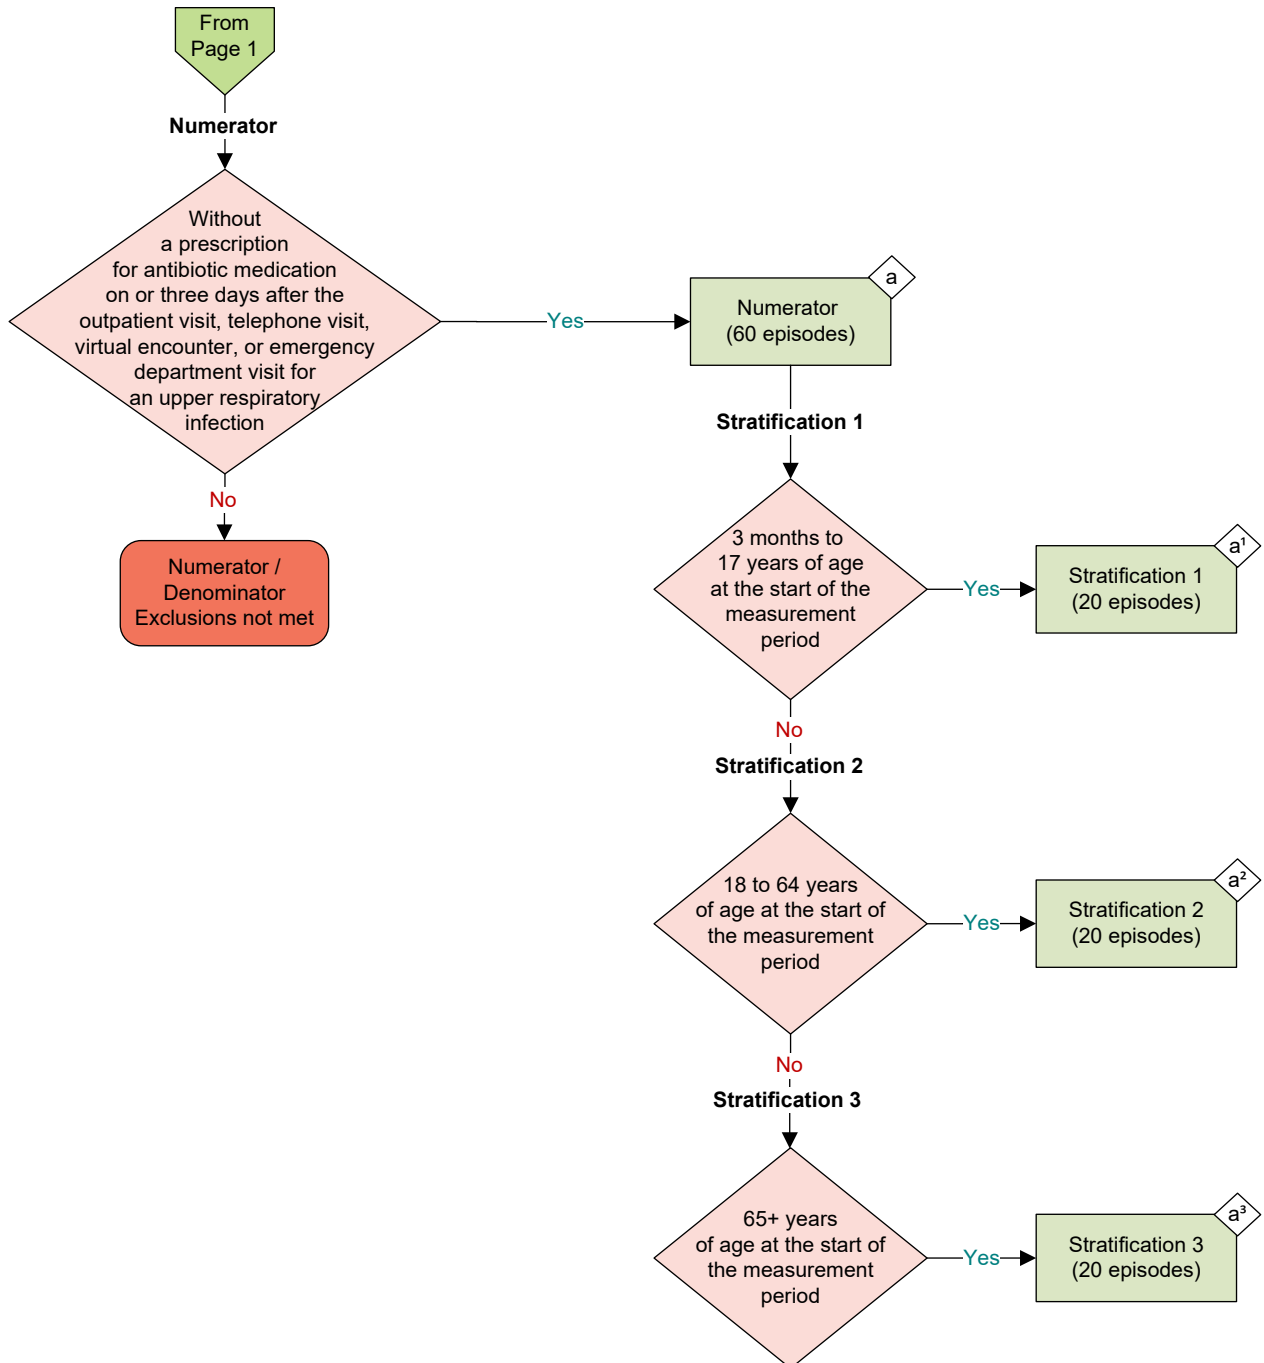 From
Page 1
Numerator
Without
a prescription
for antibiotic medication
on or three days after the
outpatient visit, telephone visit,
virtual encounter, or emergency
department visit for
an upper respiratory
infection
Yes
a
Numerator
(60 episodes)
No
Numerator /
Denominator
Exclusions not met
Stratification 1
3 months to
17 years of age
at the start of the
measurement
period
Yes
a¹
Stratification 1
(20 episodes)
No
Stratification 2
18 to 64 years
of age at the start of
the measurement
period
Yes
a²
Stratification 2
(20 episodes)
No
Stratification 3
65+ years
of age at the start of
the measurement
period
Yes
a³
Stratification 3
(20 episodes)